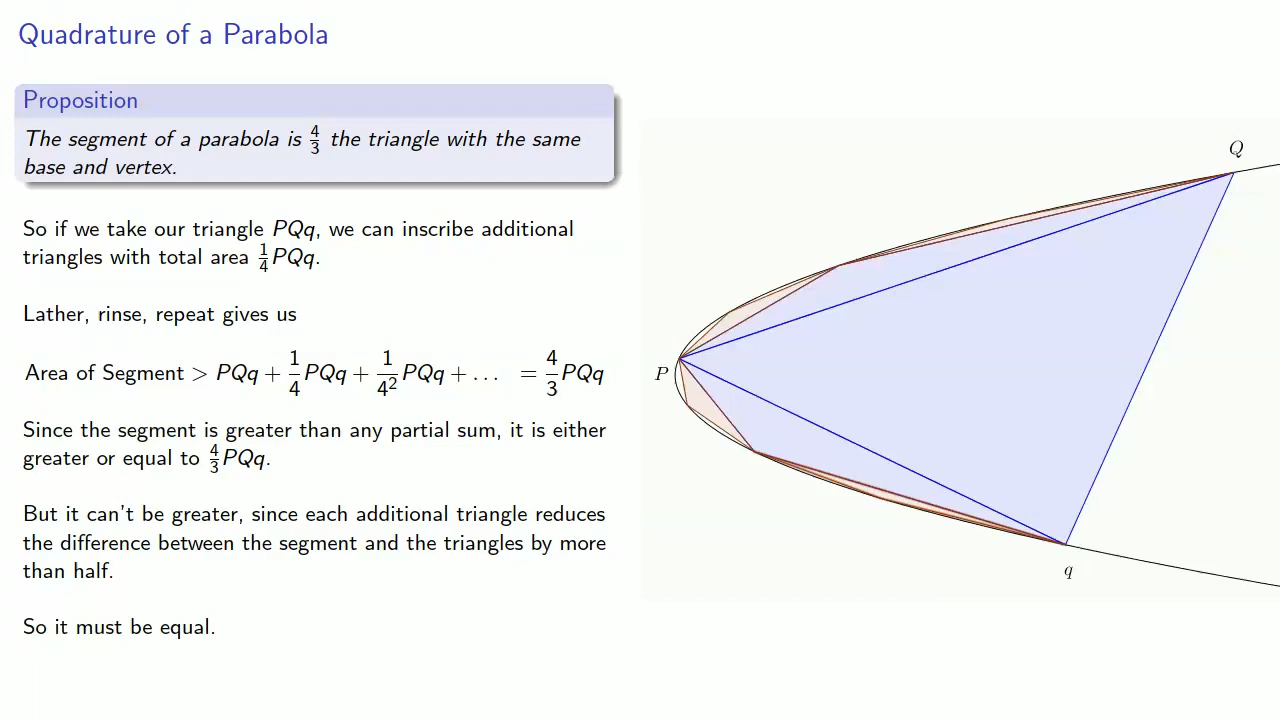 Quadrature of a Parabola
Proposition
The segment of a parabola is 4/3 the triangle with the same
base and vertex.
So if we take our triangle PQq, we can inscribe additional
triangles with total area 1/4 PQq.
Lather, rinse, repeat gives us
Area of Segment > PQq + 1/4 PQq + 1/4² PQq + ... = 4/3 PQq
Since the segment is greater than any partial sum, it is either
greater or equal to 4/3 PQq.
But it can't be greater, since each additional triangle reduces
the difference between the segment and the triangles by more
than half.
So it must be equal.
Q
P
q